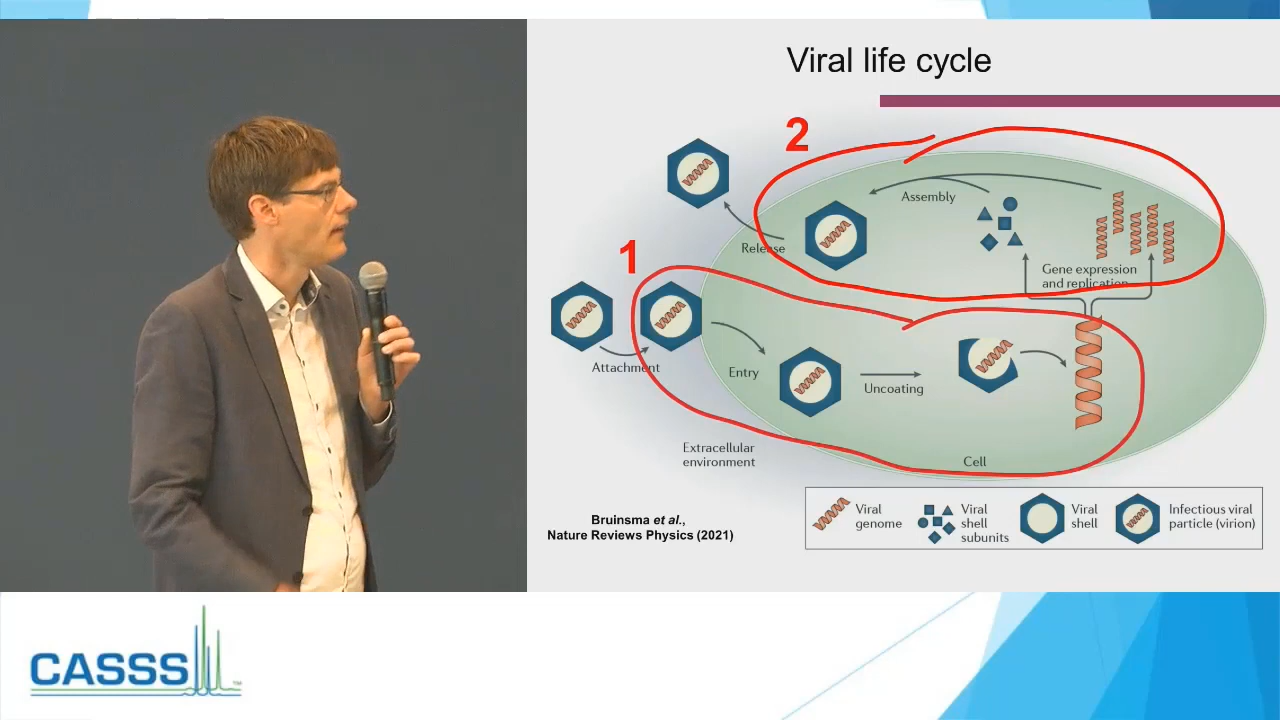 Viral life cycle
2
Assembly
Release
1
Gene expression
and replication
Attachment
Entry
Uncoating
Extracellular
environment
Cell
Bruinsma et al.,
Nature Reviews Physics (2021)
Viral
genome
Viral
shell
subunits
Viral
shell
Infectious viral
particle (virion)
CASSS
TM